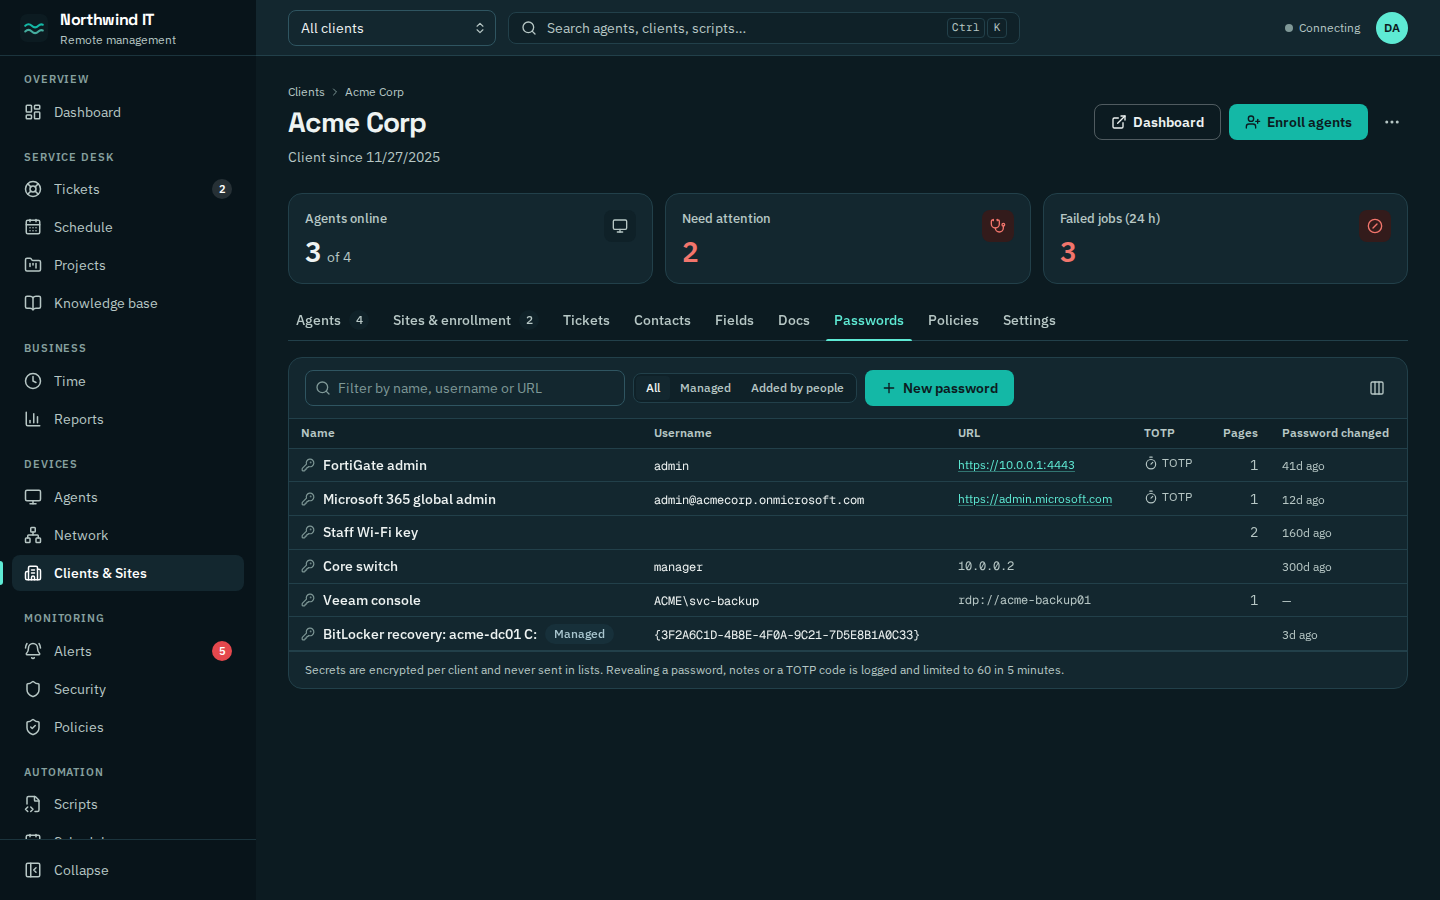 Northwind IT
Remote management
All clients
Search agents, clients, scripts...
Ctrl K
Connecting
DA
OVERVIEW
Dashboard
SERVICE DESK
Tickets 2
Schedule
Projects
Knowledge base
BUSINESS
Time
Reports
DEVICES
Agents
Network
Clients & Sites
MONITORING
Alerts 5
Security
Policies
AUTOMATION
Scripts
Collapse
Clients > Acme Corp
Acme Corp
Client since 11/27/2025
Dashboard
Enroll agents
Agents online
3 of 4
Need attention
2
Failed jobs (24 h)
3
Agents 4 Sites & enrollment 2 Tickets Contacts Fields Docs Passwords Policies Settings
Filter by name, username or URL
All Managed Added by people
New password
Name Username URL TOTP Pages Password changed
FortiGate admin admin https://10.0.0.1:4443 TOTP 1 41d ago
Microsoft 365 global admin admin@acmecorp.onmicrosoft.com https://admin.microsoft.com TOTP 1 12d ago
Staff Wi-Fi key 2 160d ago
Core switch manager 10.0.0.2 300d ago
Veeam console ACME\svc-backup rdp://acme-backup01 1 —
BitLocker recovery: acme-dc01 C: Managed {3F2A6C1D-4B8E-4F0A-9C21-7D5E8B1A0C33} 3d ago
Secrets are encrypted per client and never sent in lists. Revealing a password, notes or a TOTP code is logged and limited to 60 in 5 minutes.